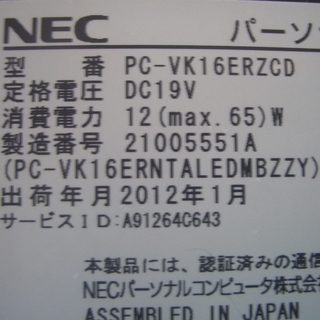 NEC パーソ
型 番 PC-VK16ERZCD
定格電圧 DC19V
消費電力 12(max.65)W
製造番号 21005551A
(PC-VK16ERNTALEDMBZZY)
出荷年月 2012年1月
サービスID:A91264C643
本製品には、認証済みの通信
NECパーソナルコンピュータ株式会
ASSEMBLED IN JAPAN